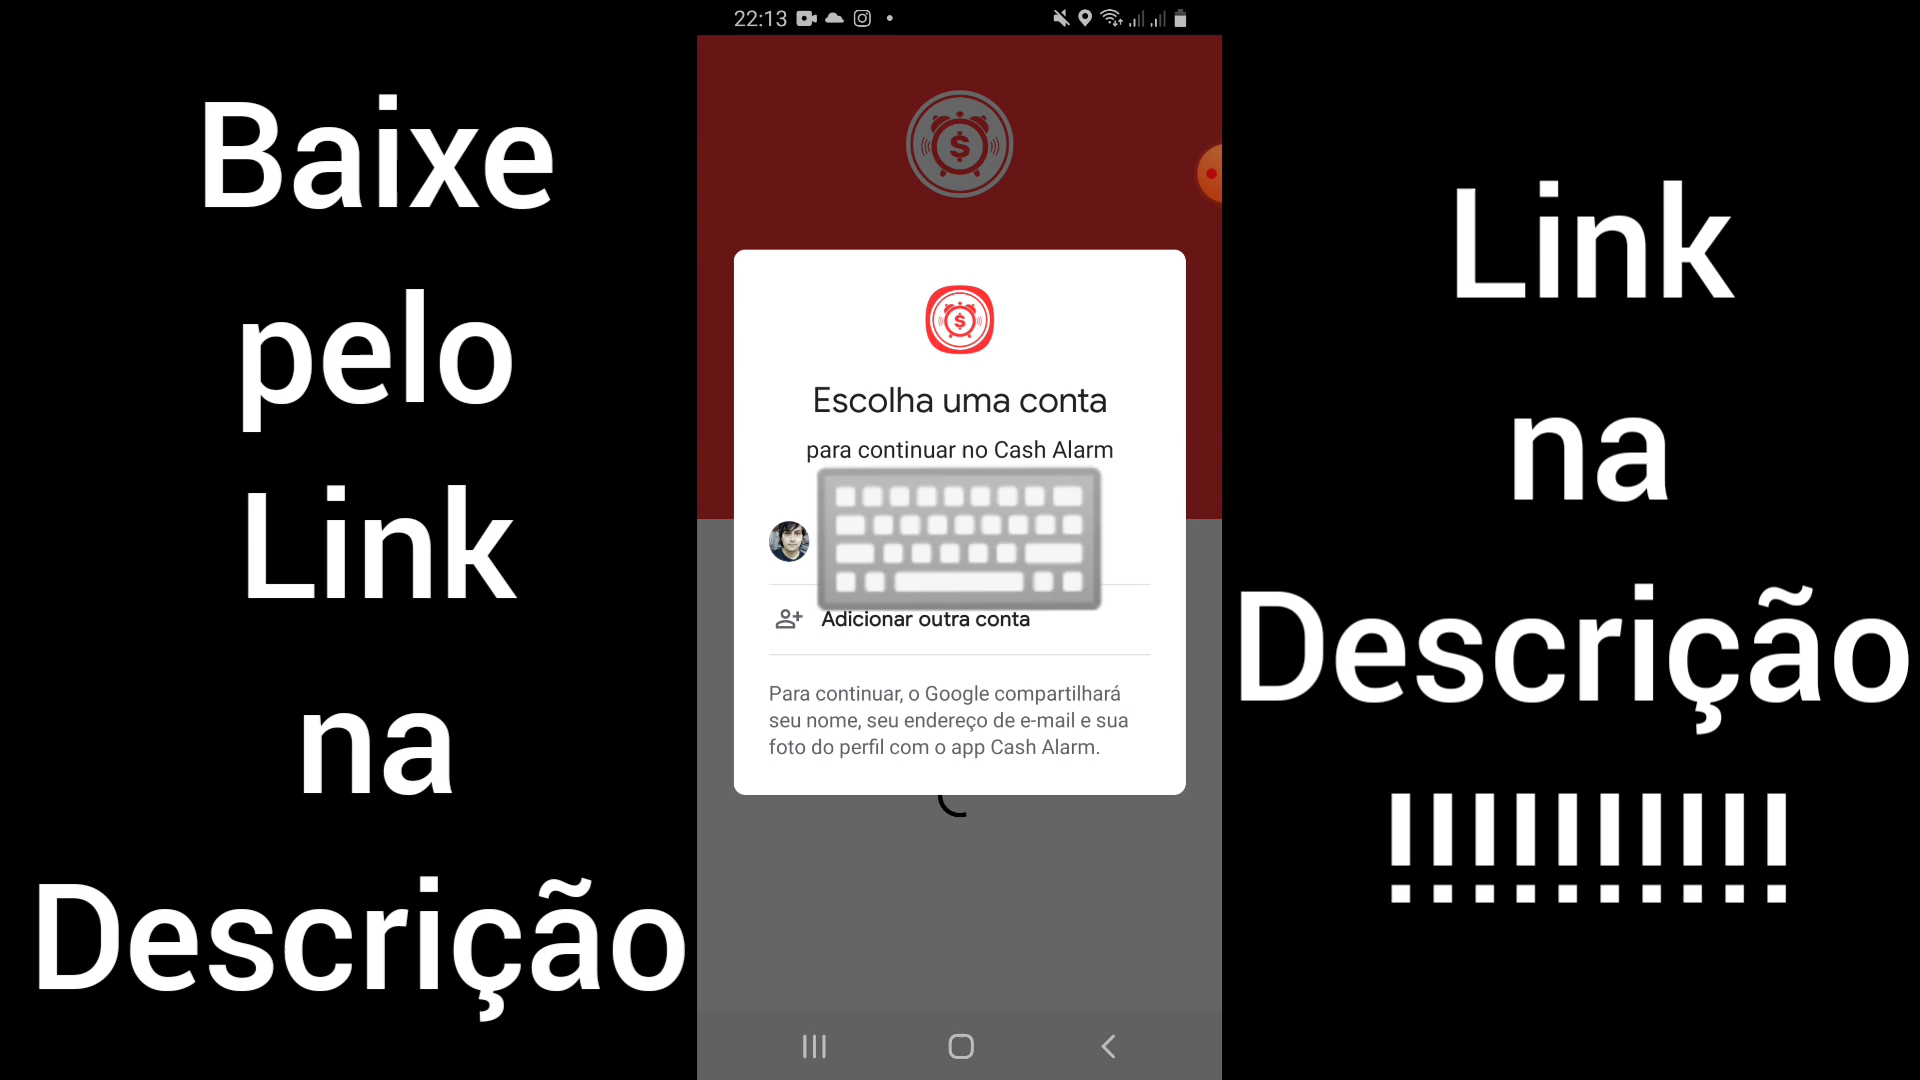 Baixe
pelo
Link
na
Descrição
22:13
$
Escolha uma conta
para continuar no Cash Alarm
Adicionar outra conta
Para continuar, o Google compartilhará
seu nome, seu endereço de e-mail e sua
foto do perfil com o app Cash Alarm.
Link
na
Descrição
!!!!!!!!!!